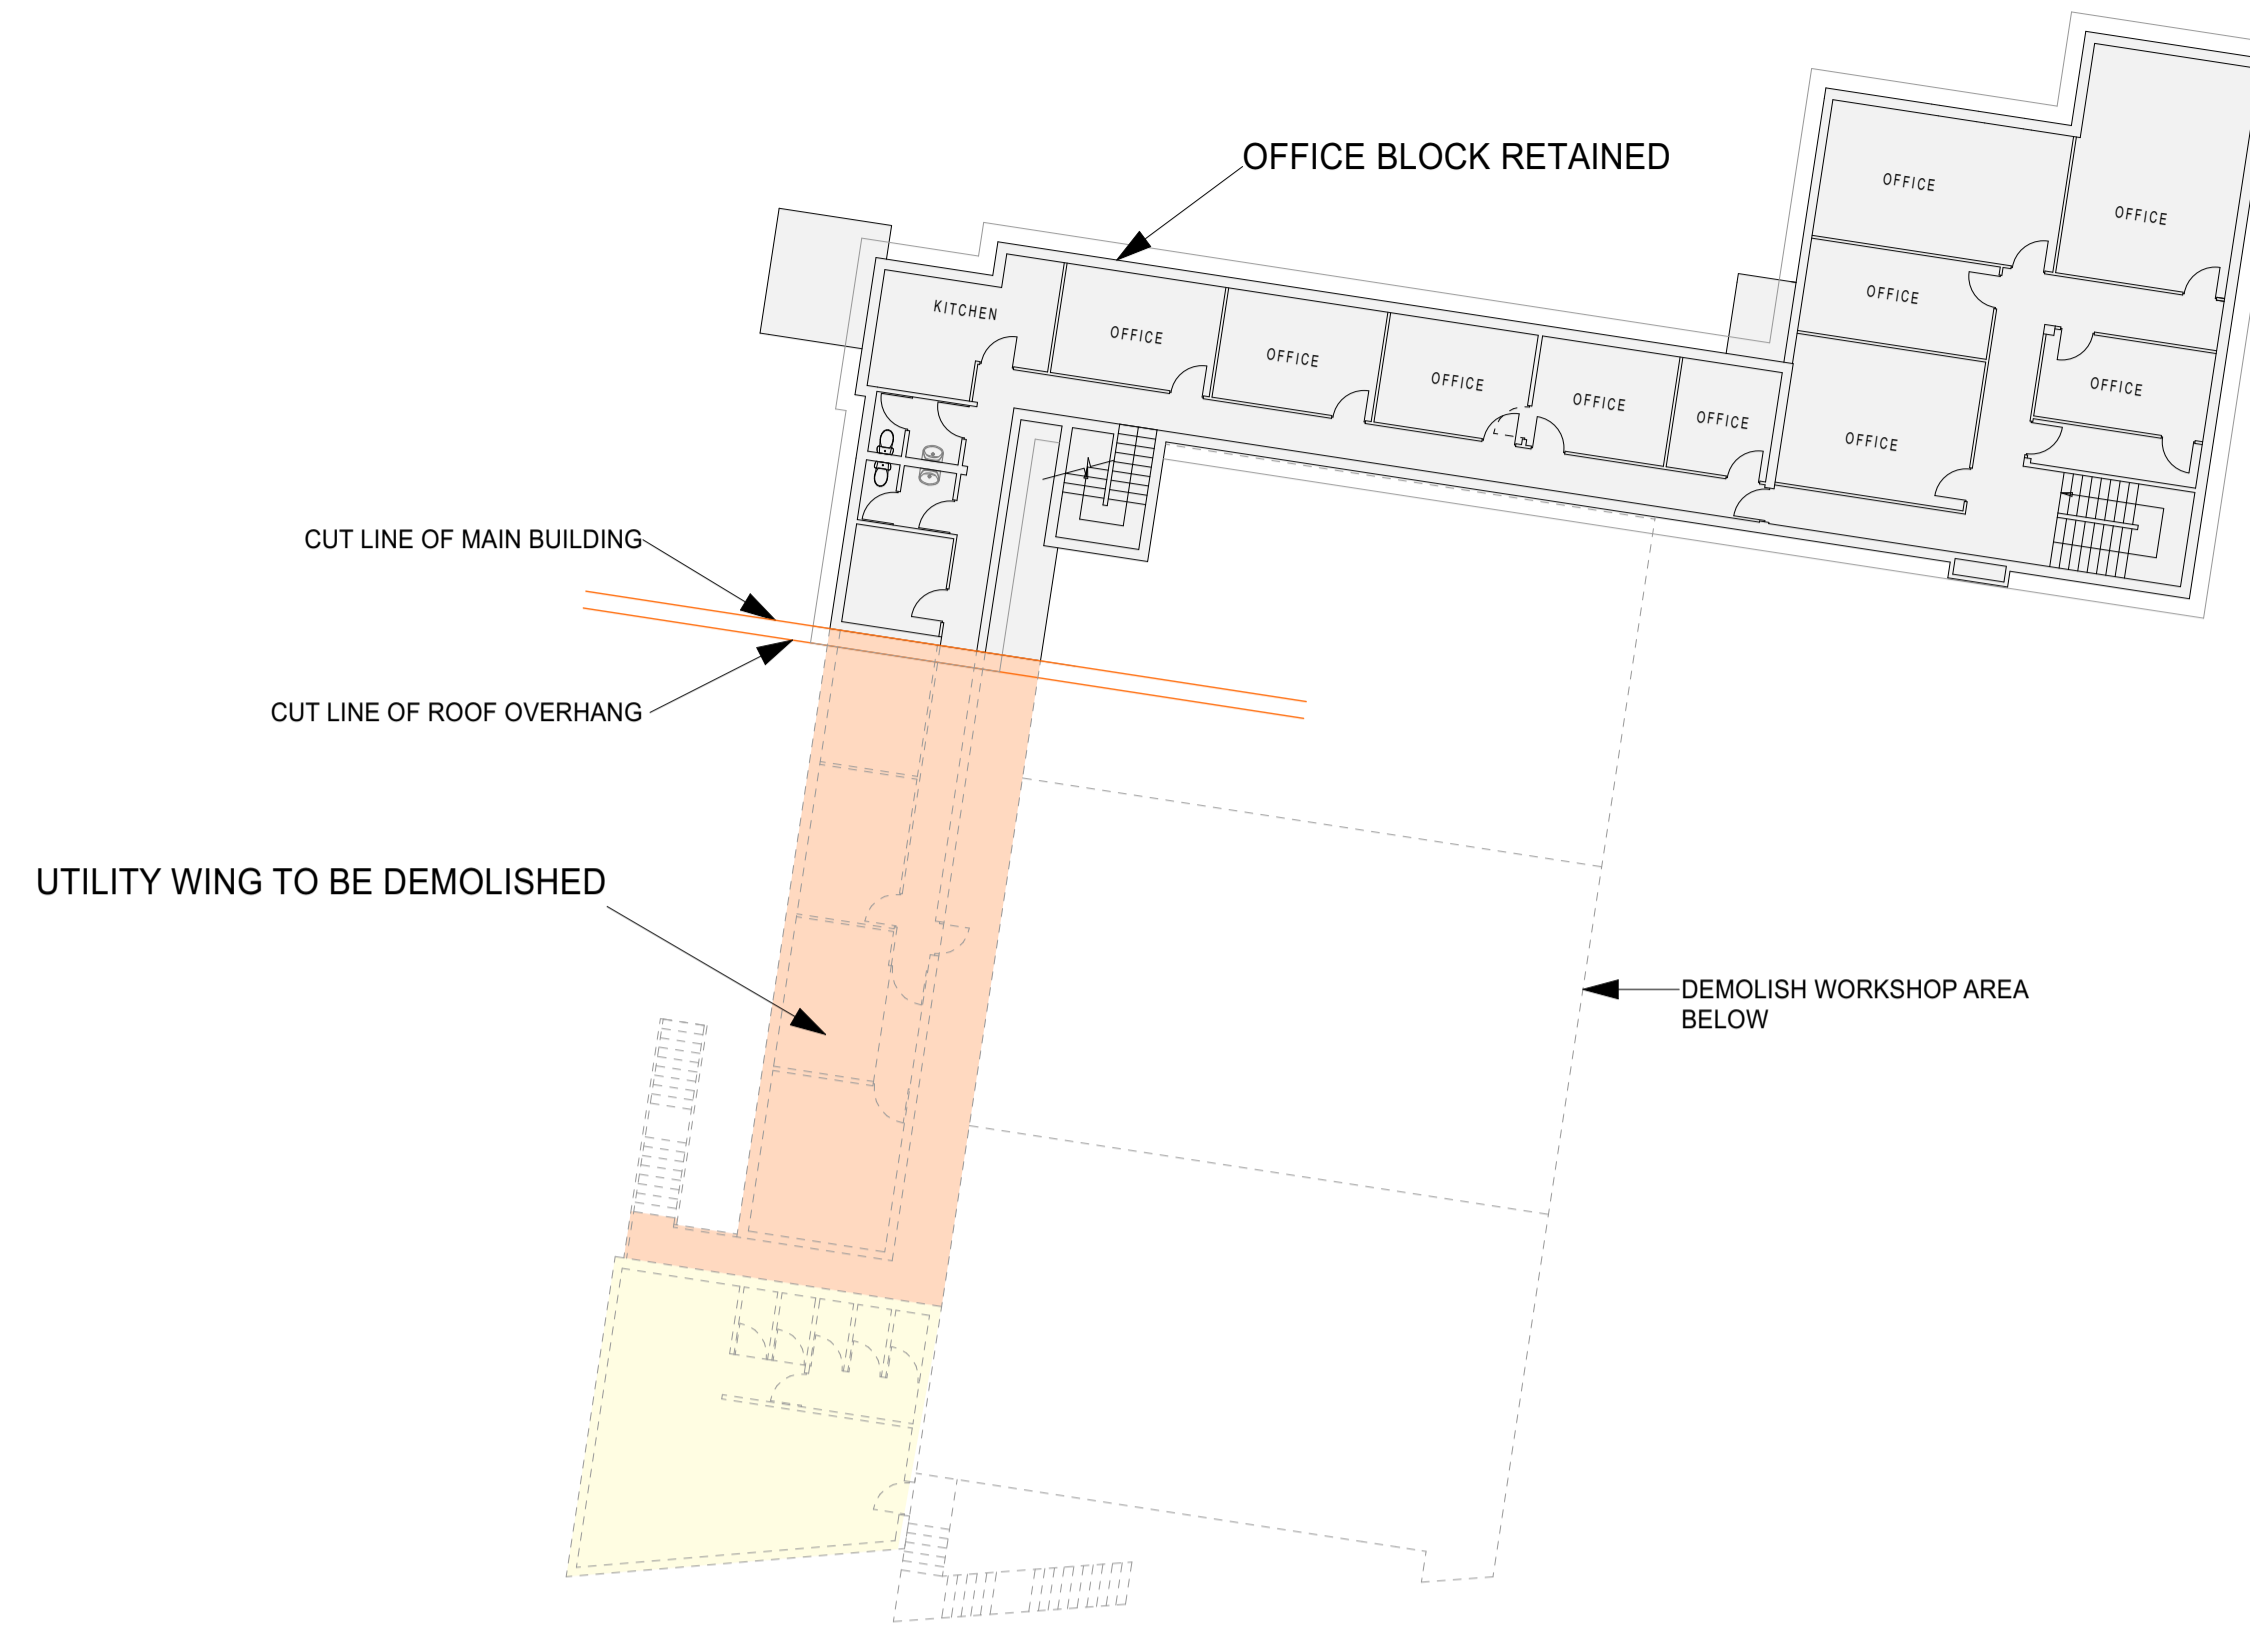 OFFICE BLOCK RETAINED
OFFICE
OFFICE
OFFICE
KITCHEN
OFFICE
OFFICE
OFFICE
OFFICE
OFFICE
OFFICE
OFFICE
CUT LINE OF MAIN BUILDING
CUT LINE OF ROOF OVERHANG
UTILITY WING TO BE DEMOLISHED
DEMOLISH WORKSHOP AREA
BELOW